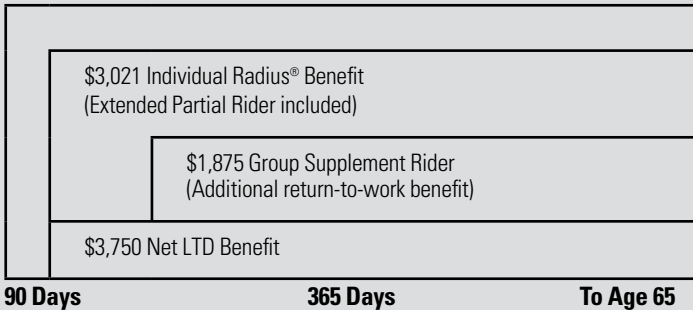 $3,021 Individual Radius® Benefit
(Extended Partial Rider included)
$1,875 Group Supplement Rider
(Additional return-to-work benefit)
$3,750 Net LTD Benefit
90 Days 365 Days To Age 65